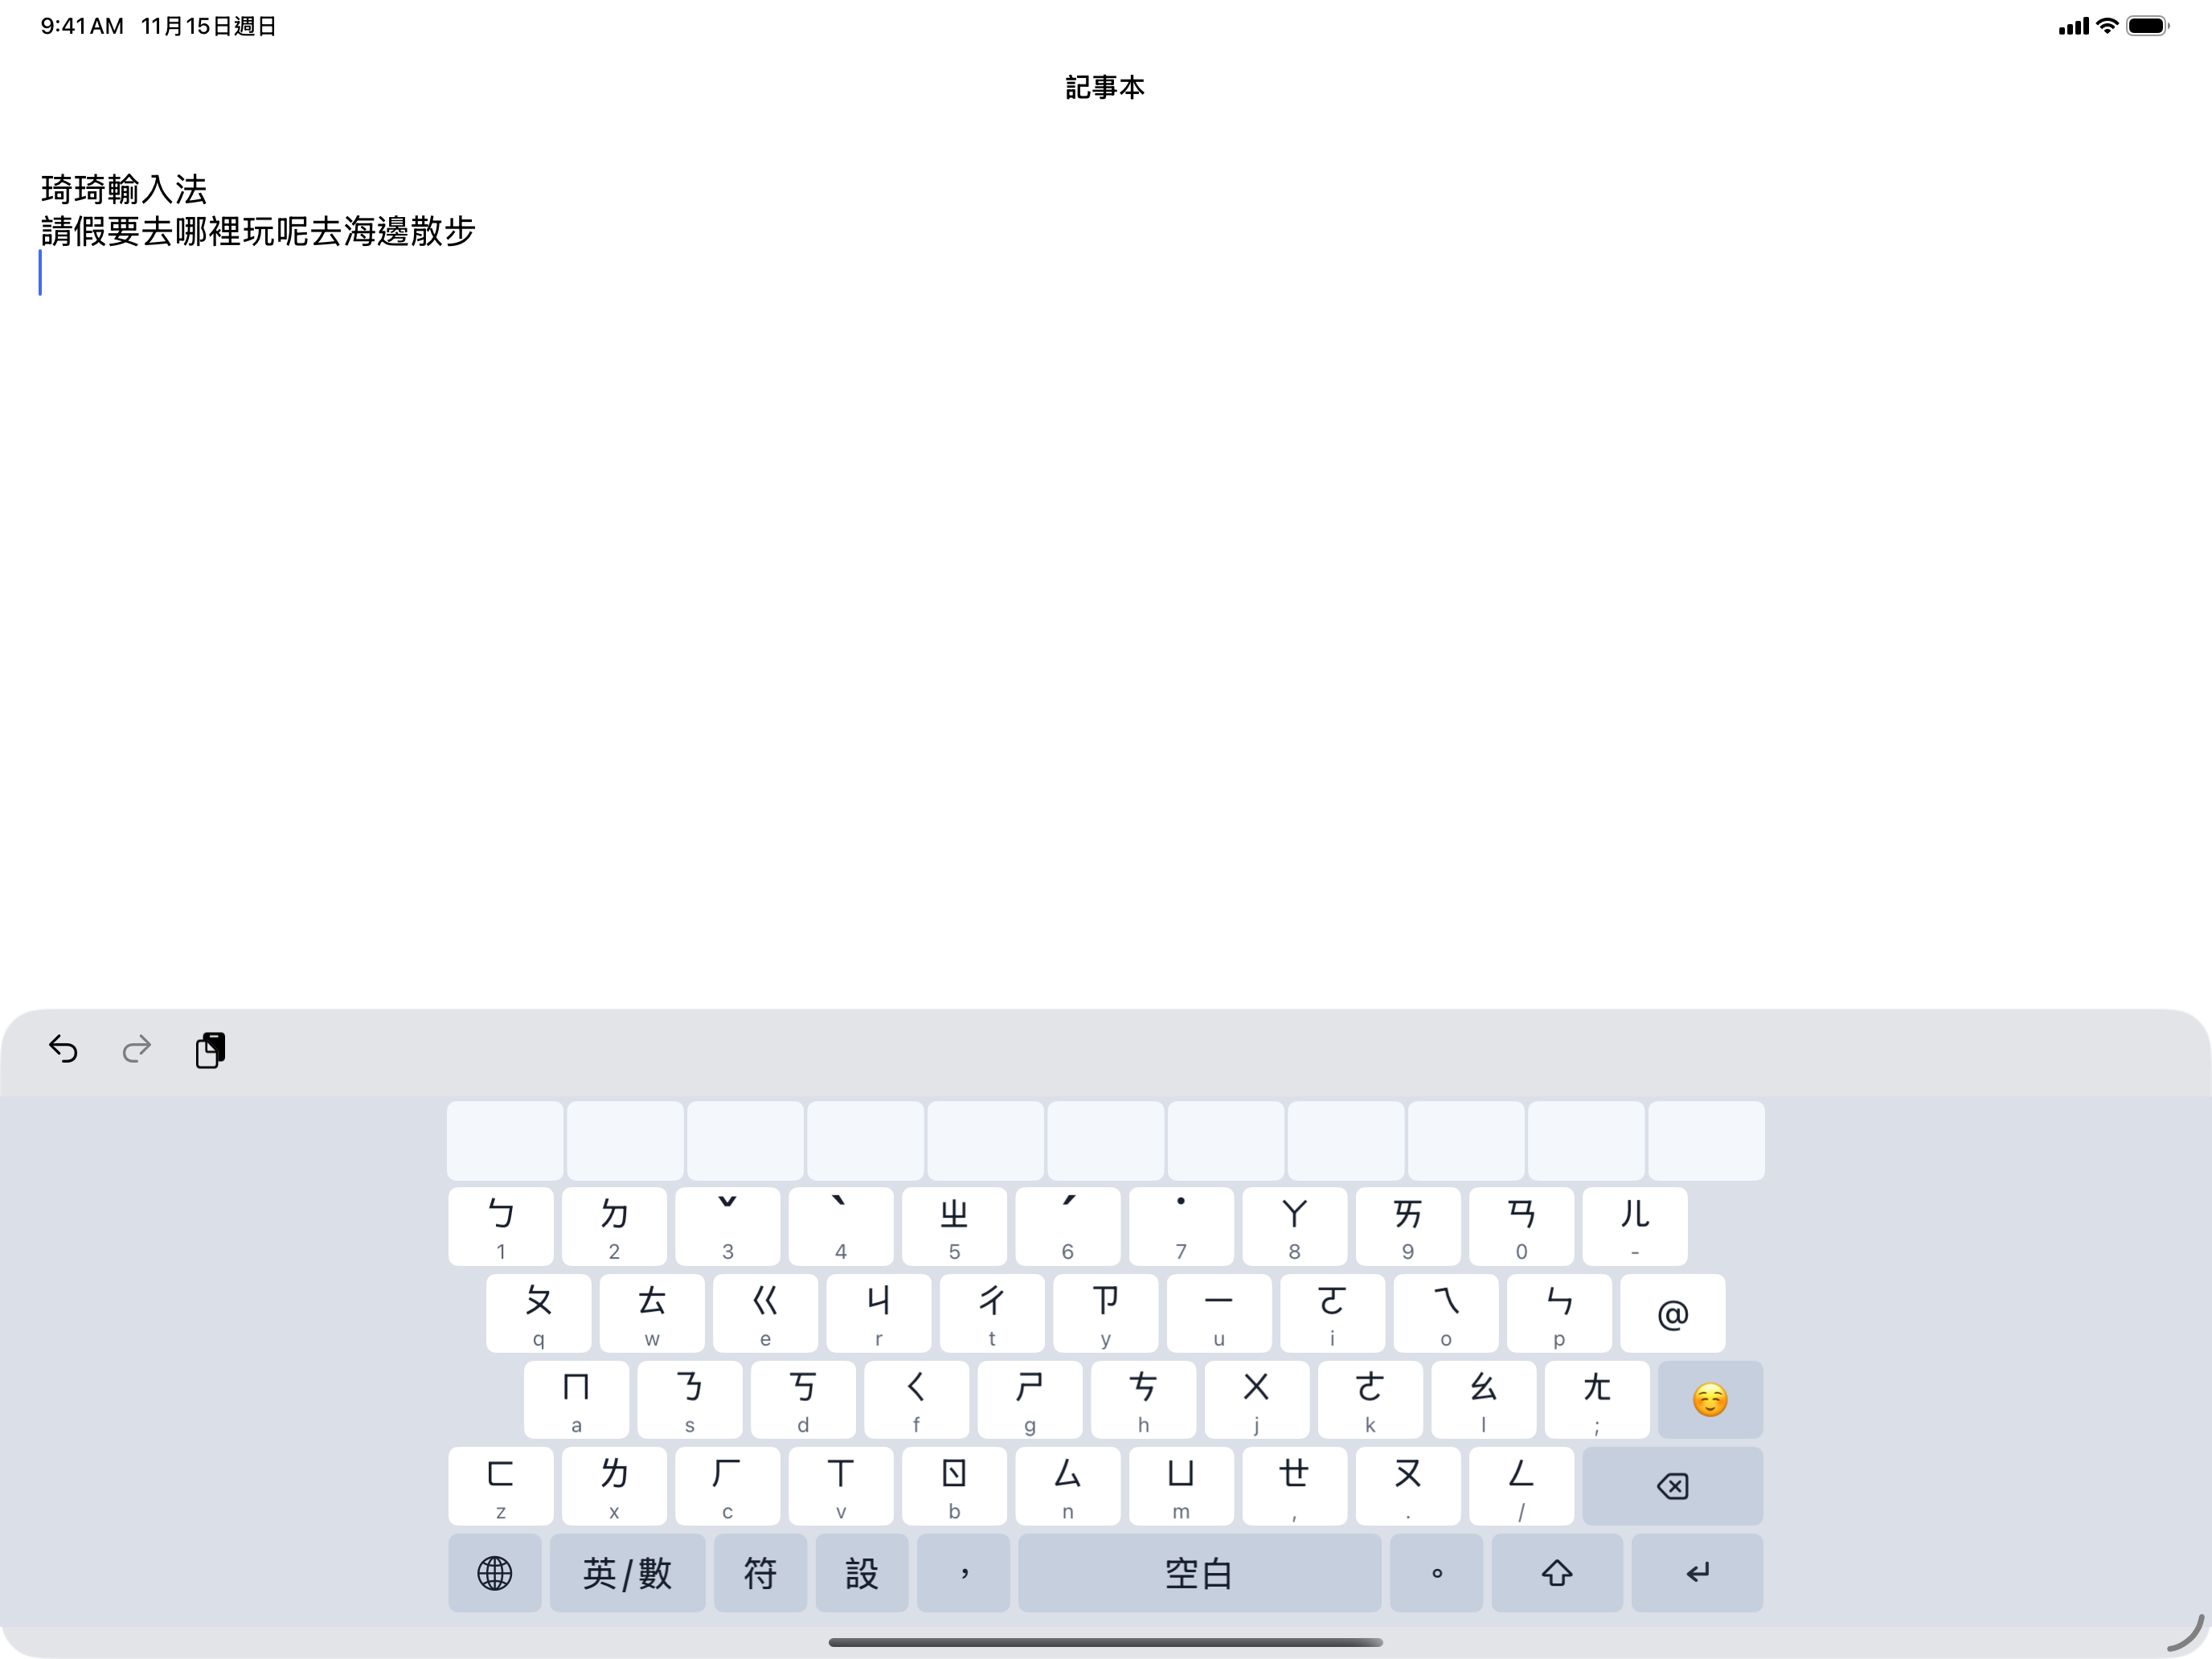 9:41 AM 11月15日週日
記事本
琦琦輸入法
請假要去哪裡玩呢去海邊散步
ㄅ ㄉ ˇ ˋ ㄓ ˊ ˙ ㄚ ㄞ ㄢ ㄦ
1 2 3 4 5 6 7 8 9 0 -
ㄆ ㄊ ㄍ ㄐ ㄔ ㄗ ㄧ ㄛ ㄟ ㄣ @
q w e r t y u i o p
ㄇ ㄋ ㄎ ㄑ ㄕ ㄘ ㄨ ㄜ ㄠ ㄤ
a s d f g h j k l ;
ㄈ ㄌ ㄏ ㄒ ㄖ ㄙ ㄩ ㄝ ㄡ ㄥ
z x c v b n m , . /
英/數 符 設 , 空白 。